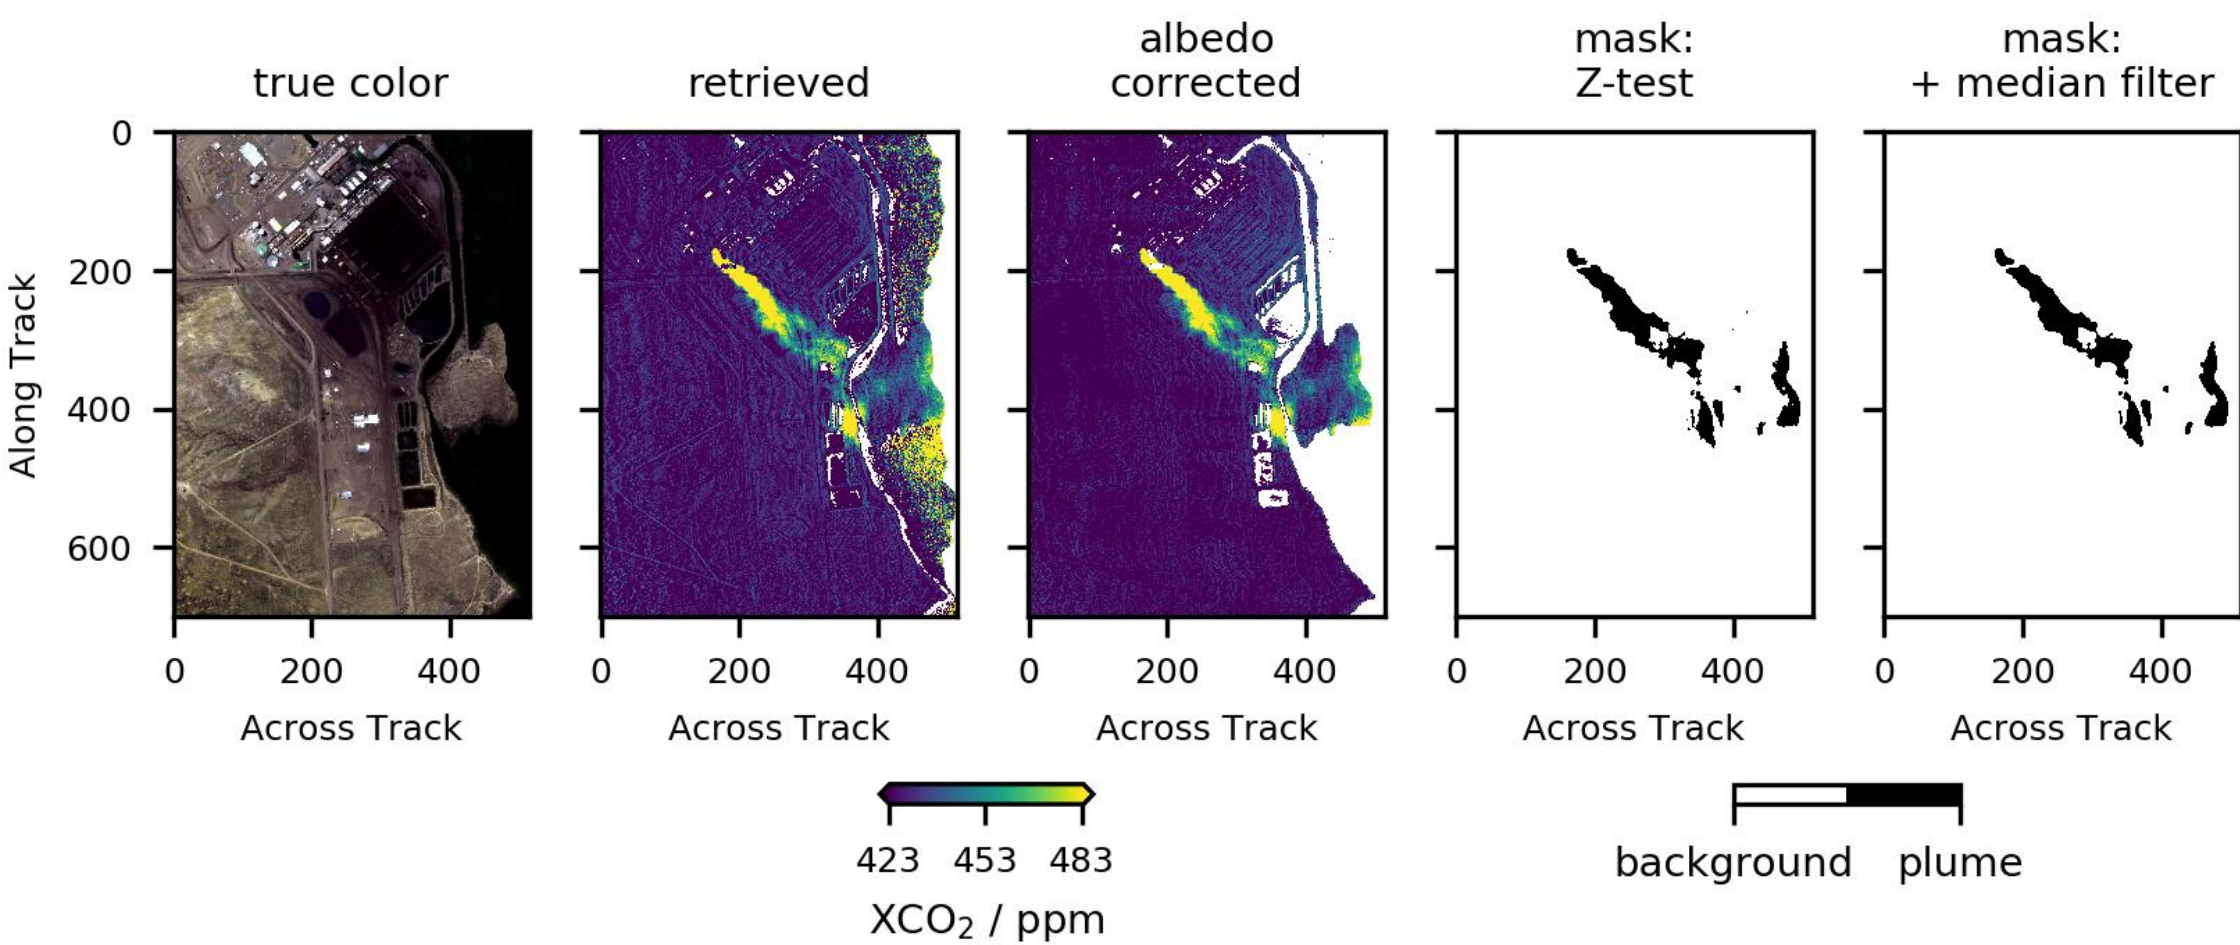 true color
retrieved
albedo
corrected
mask:
Z-test
mask:
+ median filter
Along Track
0
200
400
600
0 200 400
0 200 400
0 200 400
0 200 400
0 200 400
Across Track
Across Track
Across Track
Across Track
Across Track
423 453 483
XCO₂ / ppm
background plume